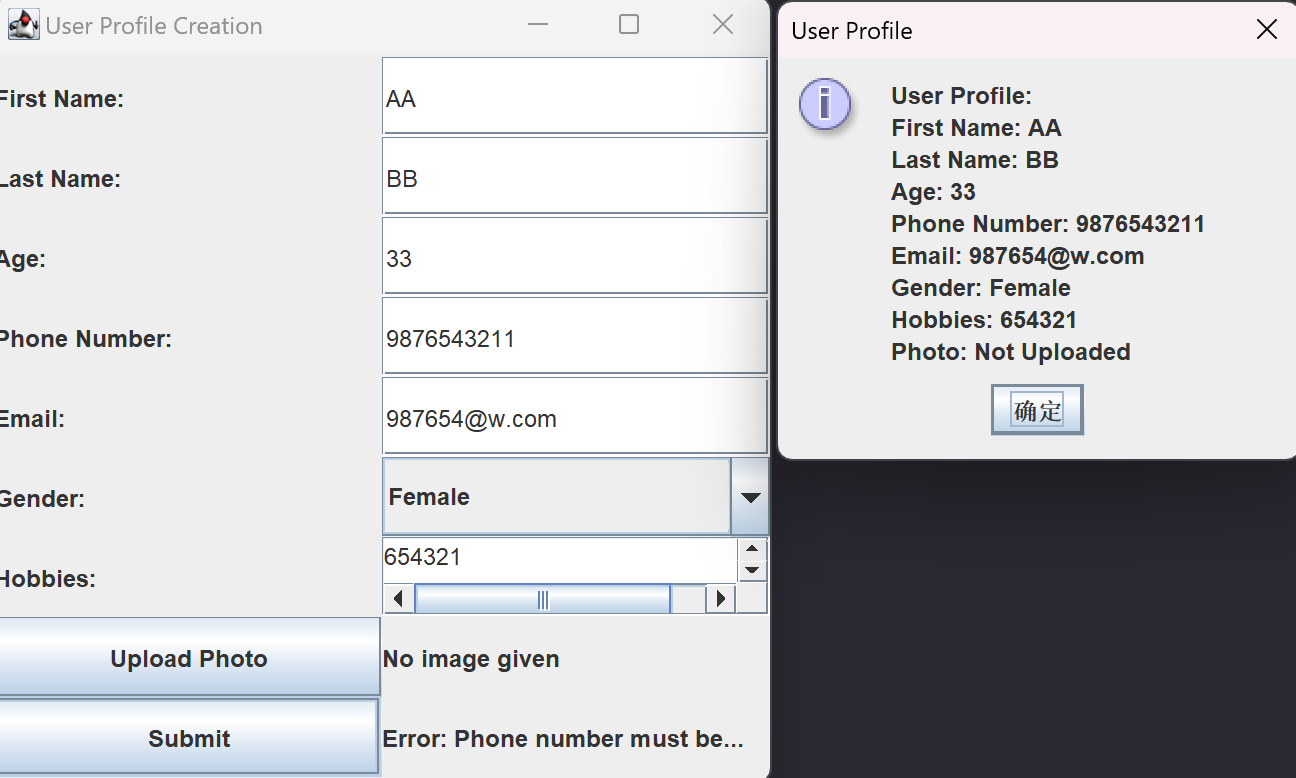 User Profile Creation
First Name:
AA
Last Name:
BB
Age:
33
Phone Number:
9876543211
Email:
987654@w.com
Gender:
Female
Hobbies:
654321
Upload Photo
No image given
Submit
Error: Phone number must be...
User Profile
User Profile:
First Name: AA
Last Name: BB
Age: 33
Phone Number: 9876543211
Email: 987654@w.com
Gender: Female
Hobbies: 654321
Photo: Not Uploaded
确定